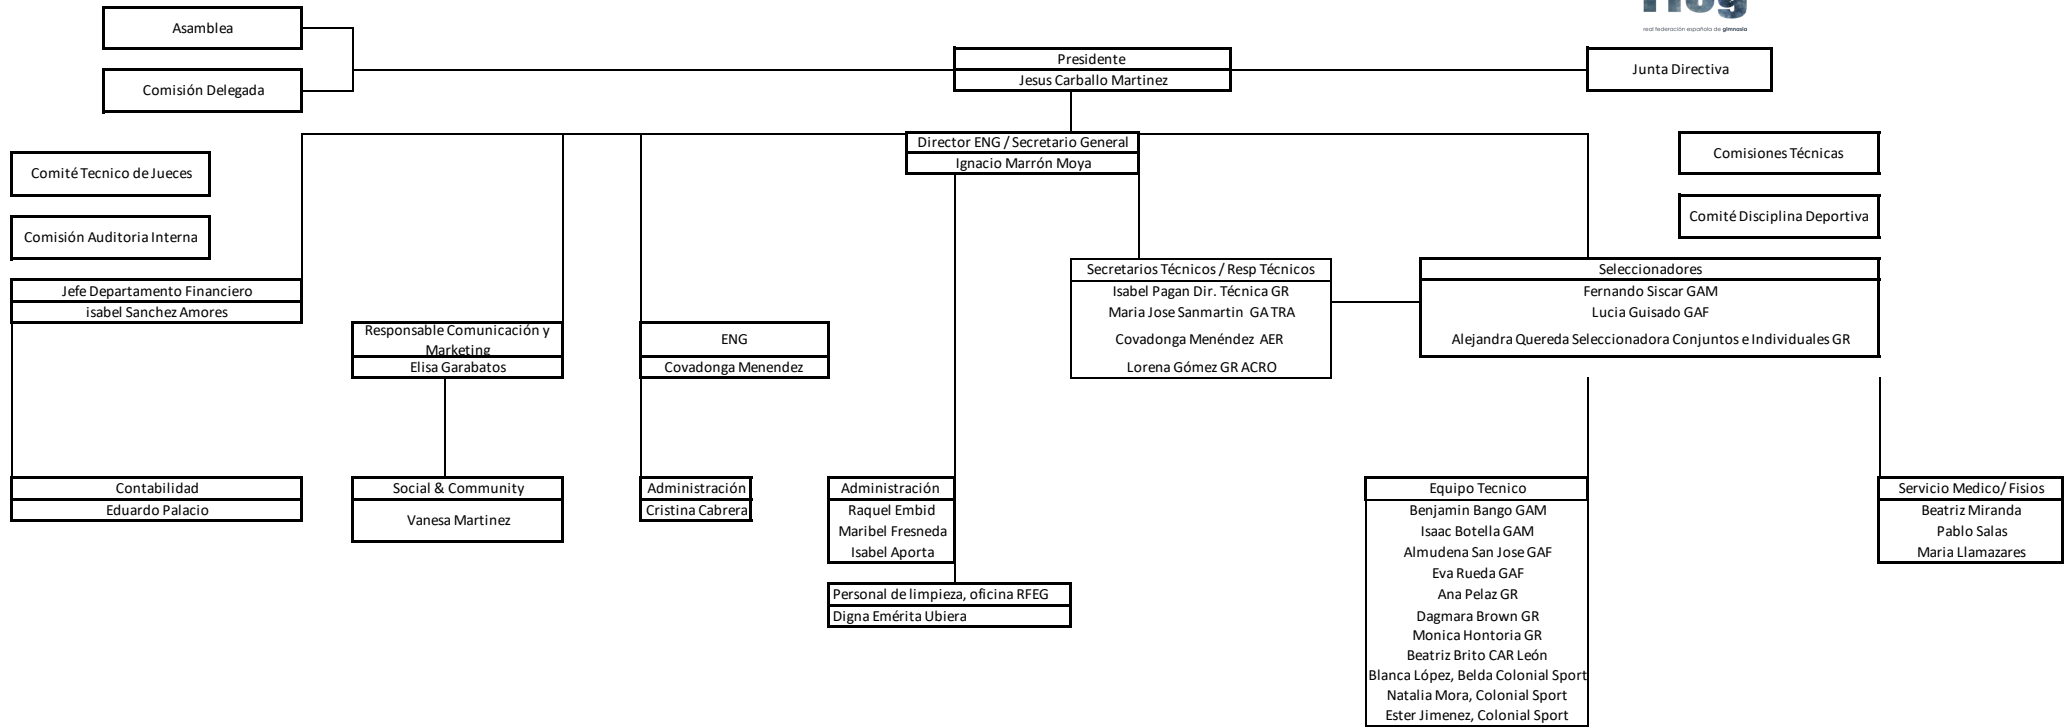 real federación española de gimnasia
Asamblea
Comisión Delegada
Presidente
Jesus Carballo Martinez
Junta Directiva
Director ENG / Secretario General
Ignacio Marrón Moya
Comité Tecnico de Jueces
Comisión Auditoria Interna
Comisiones Técnicas
Comité Disciplina Deportiva
Jefe Departamento Financiero
isabel Sanchez Amores
Responsable Comunicación y
Marketing
Elisa Garabatos
ENG
Covadonga Menendez
Secretarios Técnicos / Resp Técnicos
Isabel Pagan Dir. Técnica GR
Maria Jose Sanmartin GA TRA
Covadonga Menéndez AER
Lorena Gómez GR ACRO
Seleccionadores
Fernando Siscar GAM
Lucia Guisado GAF
Alejandra Quereda Seleccionadora Conjuntos e Individuales GR
Contabilidad
Eduardo Palacio
Social & Community
Vanesa Martinez
Administración
Cristina Cabrera
Administración
Raquel Embid
Maribel Fresneda
Isabel Aporta
Personal de limpieza, oficina RFEG
Digna Emérita Ubiera
Equipo Tecnico
Benjamin Bango GAM
Isaac Botella GAM
Almudena San Jose GAF
Eva Rueda GAF
Ana Pelaz GR
Dagmara Brown GR
Monica Hontoria GR
Beatriz Brito CAR León
Blanca López, Belda Colonial Sport
Natalia Mora, Colonial Sport
Ester Jimenez, Colonial Sport
Servicio Medico/ Fisios
Beatriz Miranda
Pablo Salas
Maria Llamazares